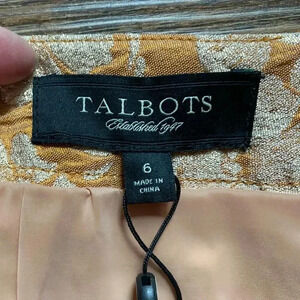 TALBOTS
Established 1947
6
MADE IN
CHINA